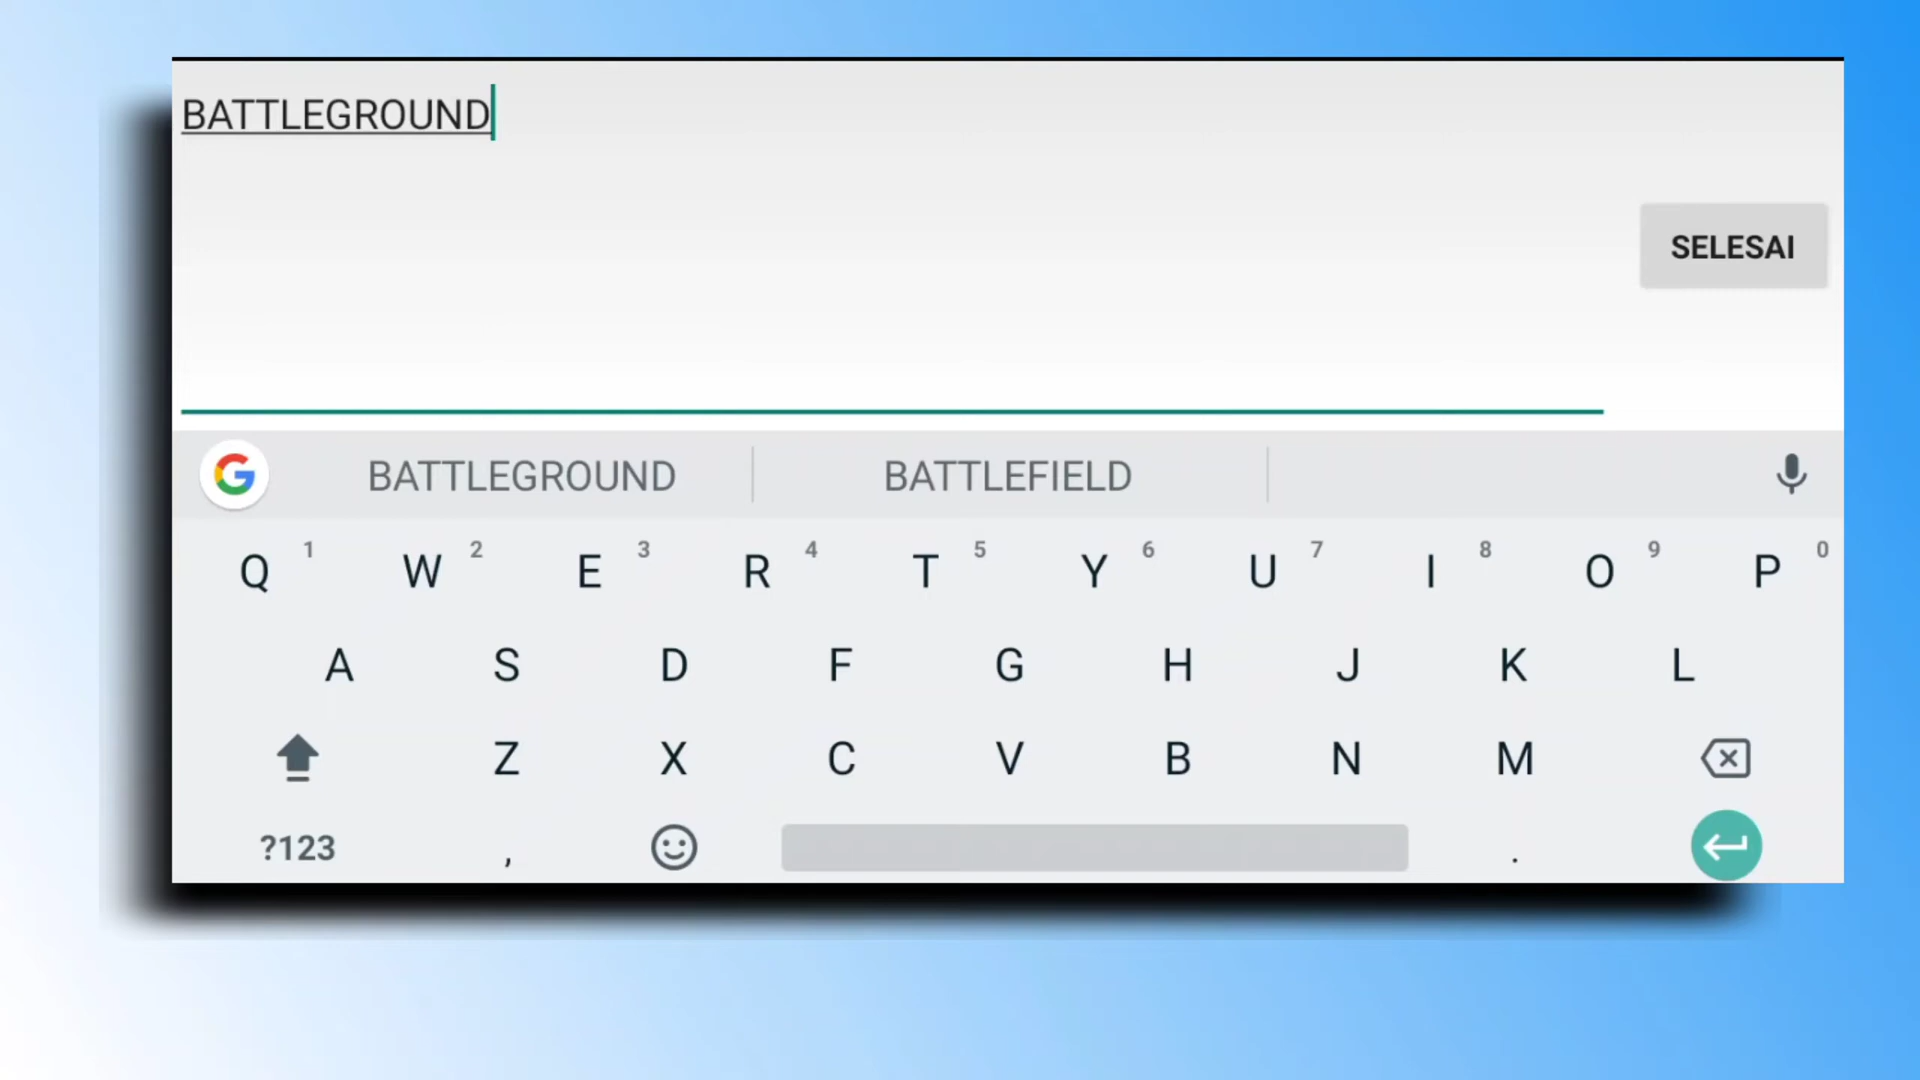 BATTLEGROUND
SELESAI
BATTLEGROUND BATTLEFIELD
Q 1 W 2 E 3 R 4 T 5 Y 6 U 7 I 8 O 9 P 0
A S D F G H J K L
Z X C V B N M
?123 , .